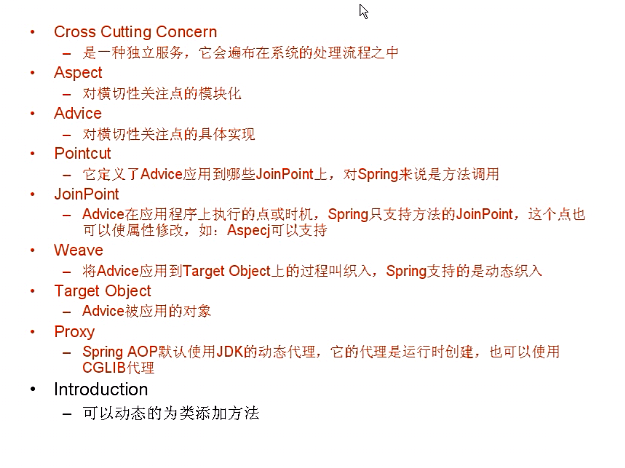 • Cross Cutting Concern
– 是一种独立服务，它会遍布在系统的处理流程之中
• Aspect
– 对横切性关注点的模块化
• Advice
– 对横切性关注点的具体实现
• Pointcut
– 它定义了Advice应用到哪些JoinPoint上，对Spring来说是方法调用
• JoinPoint
– Advice在应用程序上执行的点或时机，Spring只支持方法的JoinPoint，这个点也
可以使属性修改，如：Aspecj可以支持
• Weave
– 将Advice应用到Target Object上的过程叫织入，Spring支持的是动态织入
• Target Object
– Advice被应用的对象
• Proxy
– Spring AOP默认使用JDK的动态代理，它的代理是运行时创建，也可以使用
CGLIB代理
• Introduction
– 可以动态的为类添加方法